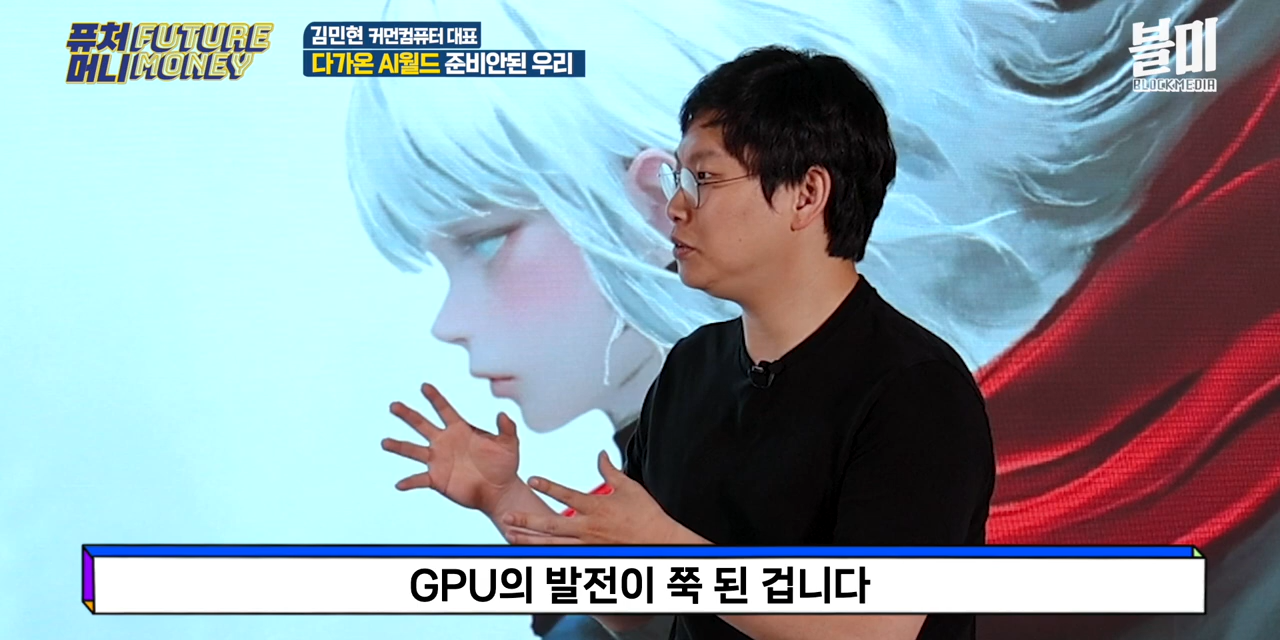 퓨처 FUTURE
머니 MONEY
김민현 커먼컴퓨터 대표
다가온 AI월드 준비안된 우리
블미
BLOCKMEDIA
GPU의 발전이 쭉 된 겁니다